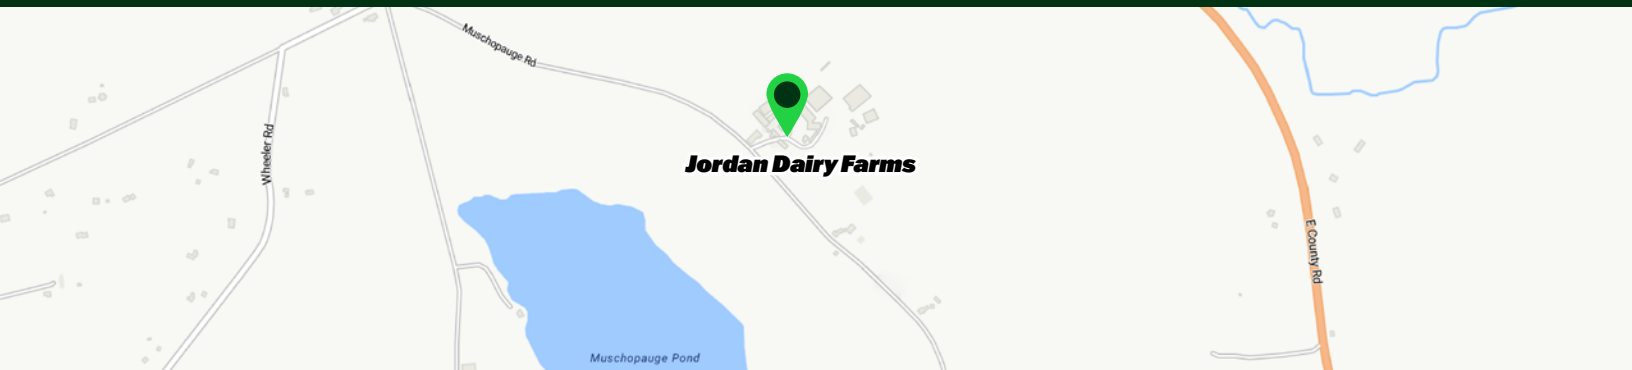 Muschopauge Rd
Wheeler Rd
Jordan Dairy Farms
E County Rd
Muschopauge Pond